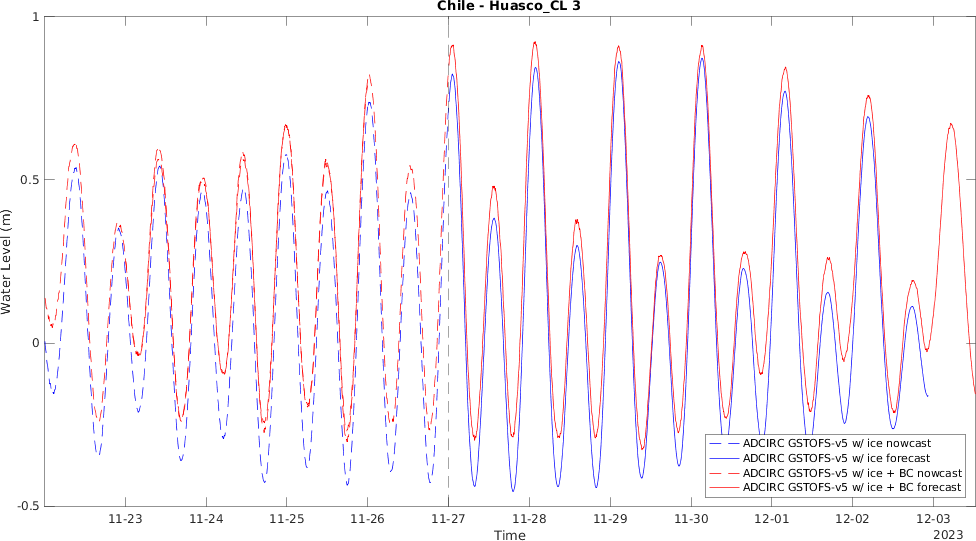 Chile - Huasco_CL 3
1
0.5
0
-0.5
Water Level (m)
ADCIRC GSTOFS-v5 w/ ice nowcast
ADCIRC GSTOFS-v5 w/ ice forecast
ADCIRC GSTOFS-v5 w/ ice + BC nowcast
ADCIRC GSTOFS-v5 w/ ice + BC forecast
11-23 11-24 11-25 11-26 11-27 11-28 11-29 11-30 12-01 12-02 12-03
Time
2023